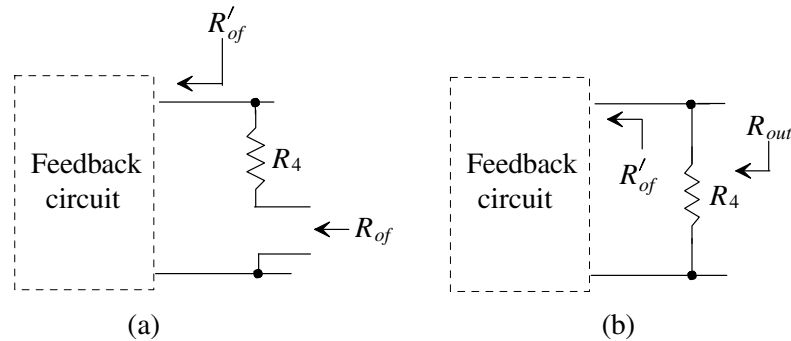 R′of
Feedback
circuit
R4
Rof
(a)
Feedback
circuit
R′of
R4
Rout
(b)